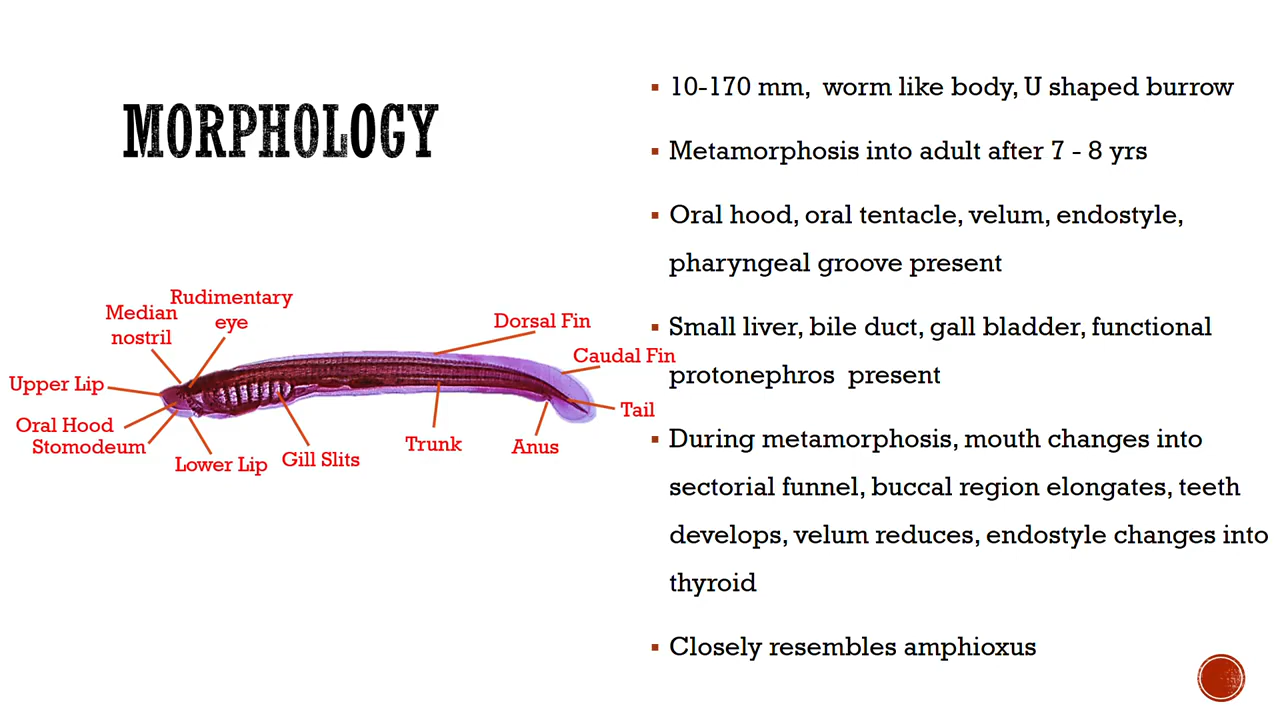 MORPHOLOGY
Rudimentary
eye
Median
nostril
Upper Lip
Oral Hood
Stomodeum
Lower Lip
Gill Slits
Trunk
Anus
Tail
Caudal Fin
Dorsal Fin
10-170 mm, worm like body, U shaped burrow
Metamorphosis into adult after 7 - 8 yrs
Oral hood, oral tentacle, velum, endostyle,
pharyngeal groove present
Small liver, bile duct, gall bladder, functional
protonephros present
During metamorphosis, mouth changes into
sectorial funnel, buccal region elongates, teeth
develops, velum reduces, endostyle changes into
thyroid
Closely resembles amphioxus